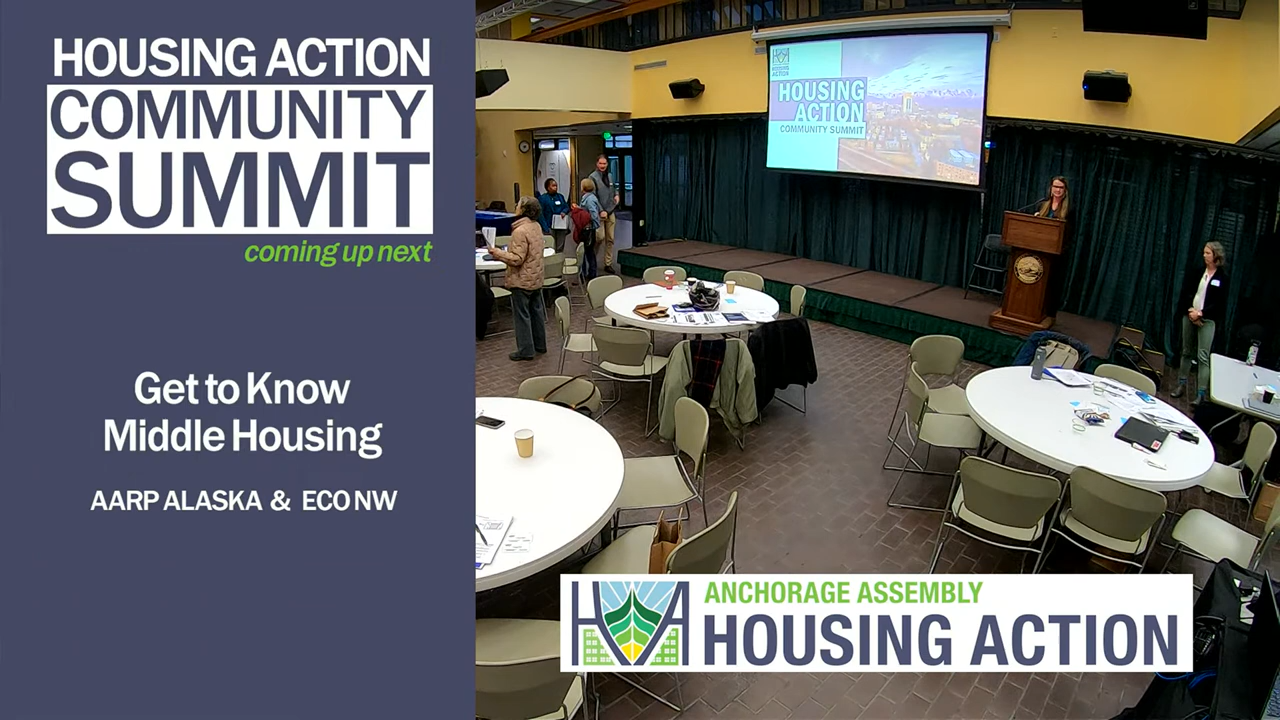 HOUSING ACTION
COMMUNITY
SUMMIT
coming up next
Get to Know
Middle Housing
AARP ALASKA & ECONW
HOUSING
ACTION
COMMUNITY SUMMIT
ANCHORAGE ASSEMBLY
HOUSING ACTION